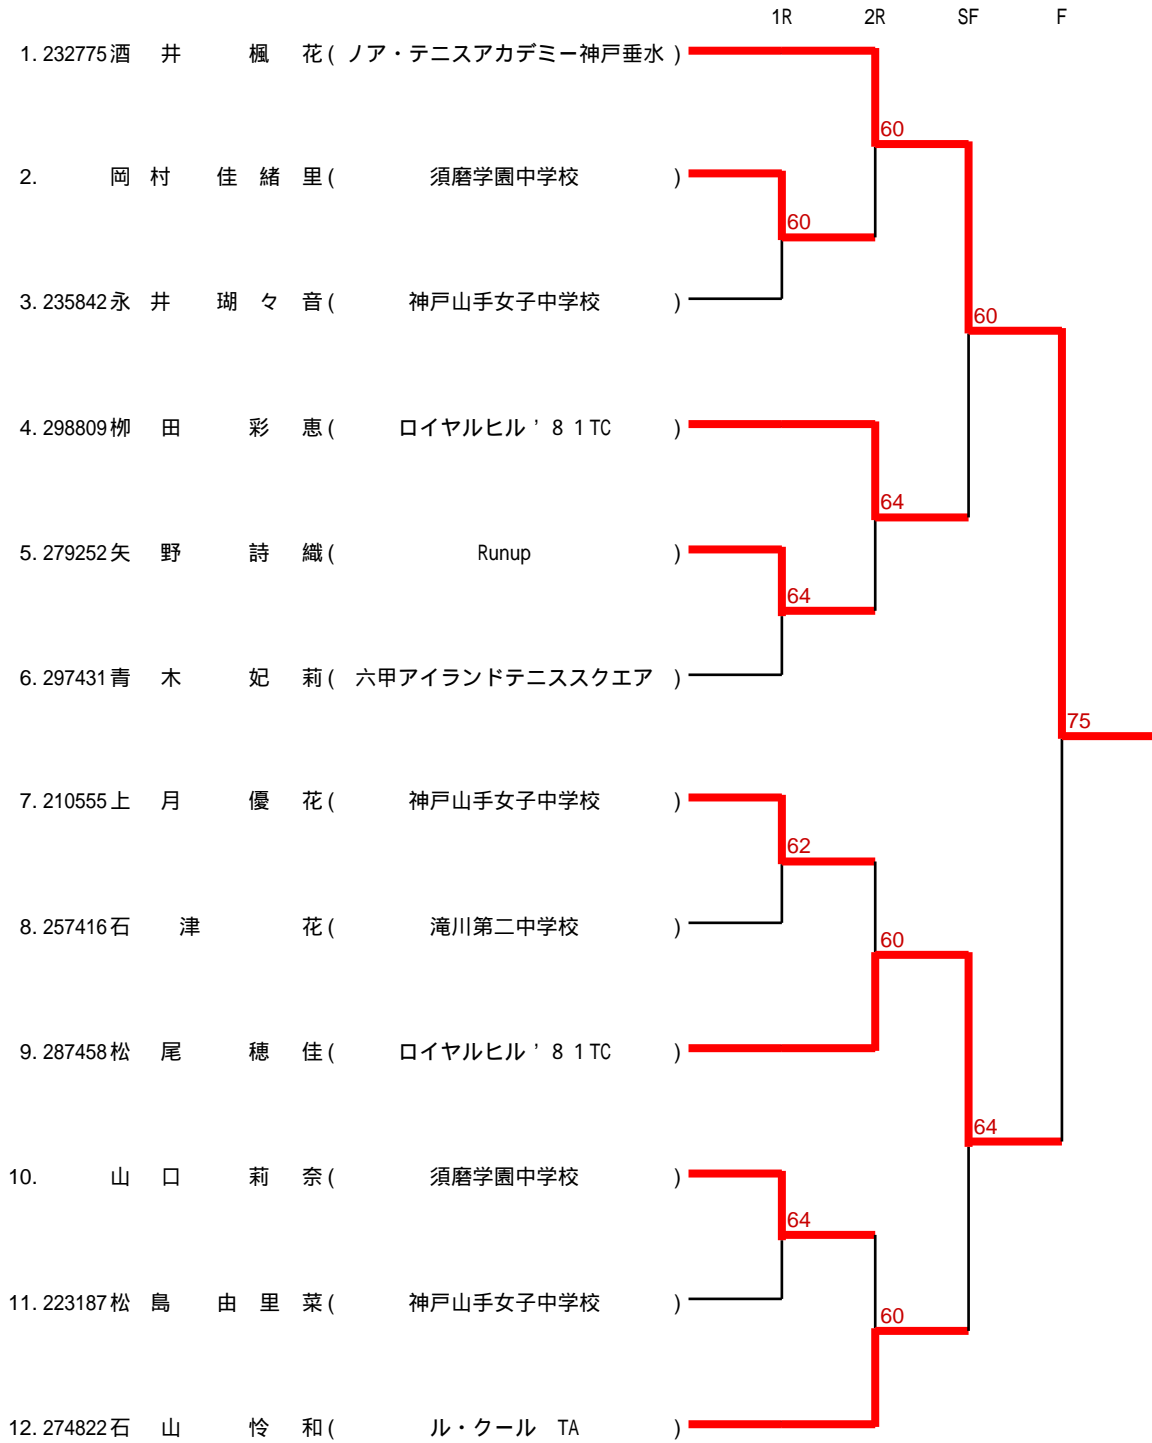 1R 2R SF F
1. 232775 酒井 楓花 ( ノア・テニスアカデミー神戸垂水 )
60
2. 岡村 佳緒里 ( 須磨学園中学校 )
60
3. 235842 永井 瑚々音 ( 神戸山手女子中学校 )
60
4. 298809 柳田 彩恵 ( ロイヤルヒル’81TC )
64
5. 279252 矢野 詩織 ( Runup )
64
6. 297431 青木 妃莉 ( 六甲アイランドテニススクエア )
75
7. 210555 上月 優花 ( 神戸山手女子中学校 )
62
8. 257416 石津 花 ( 滝川第二中学校 )
60
9. 287458 松尾 穂佳 ( ロイヤルヒル’81TC )
64
10. 山口 莉奈 ( 須磨学園中学校 )
64
11. 223187 松島 由里菜 ( 神戸山手女子中学校 )
60
12. 274822 石山 怜和 ( ル・クール TA )